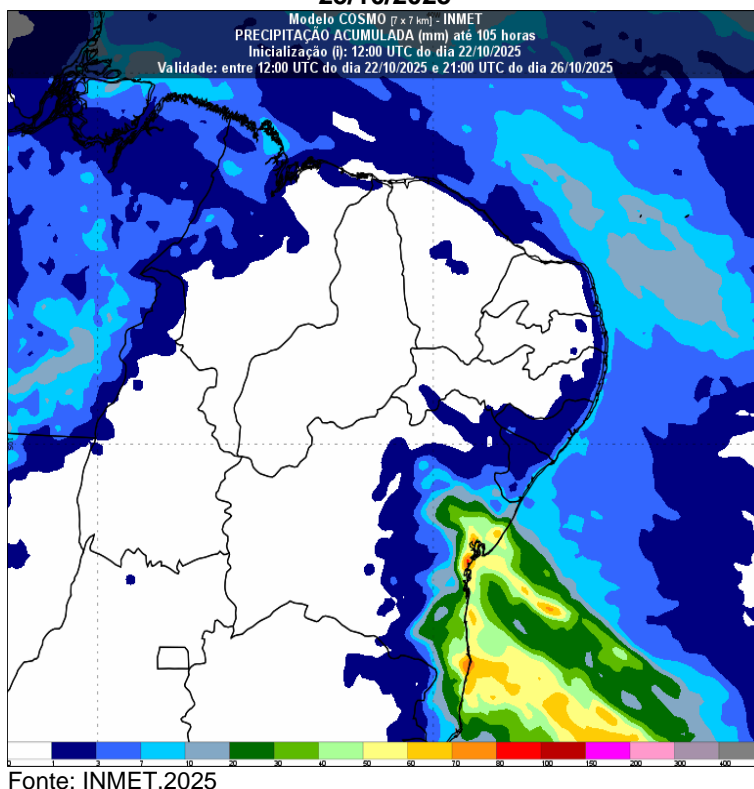 Modelo COSMO [7 x 7 km] - INMET
PRECIPITAÇÃO ACUMULADA (mm) até 105 horas
Inicialização (i): 12:00 UTC do dia 22/10/2025
Validade: entre 12:00 UTC do dia 22/10/2025 e 21:00 UTC do dia 26/10/2025
0 1 3 7 10 20 30 40 50 60 70 80 100 150 200 300 400
Fonte: INMET,2025